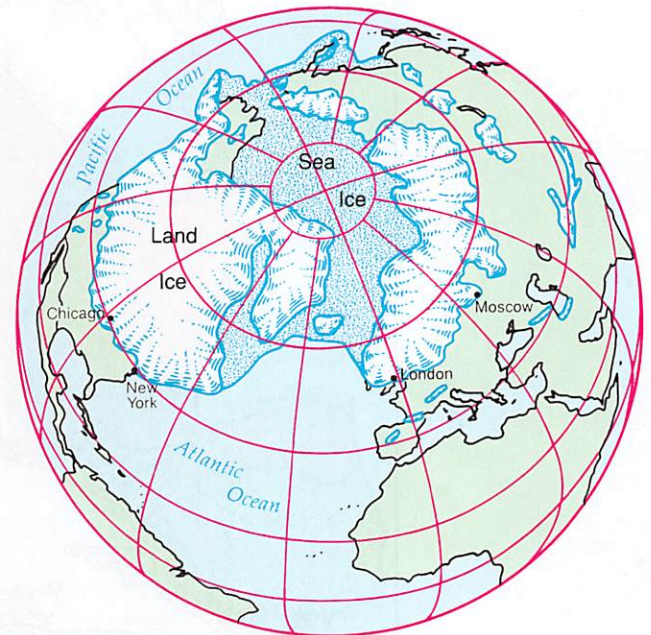 Pacific
Ocean
Sea
Ice
Land
Ice
Chicago
Moscow
New
York
London
Atlantic
Ocean